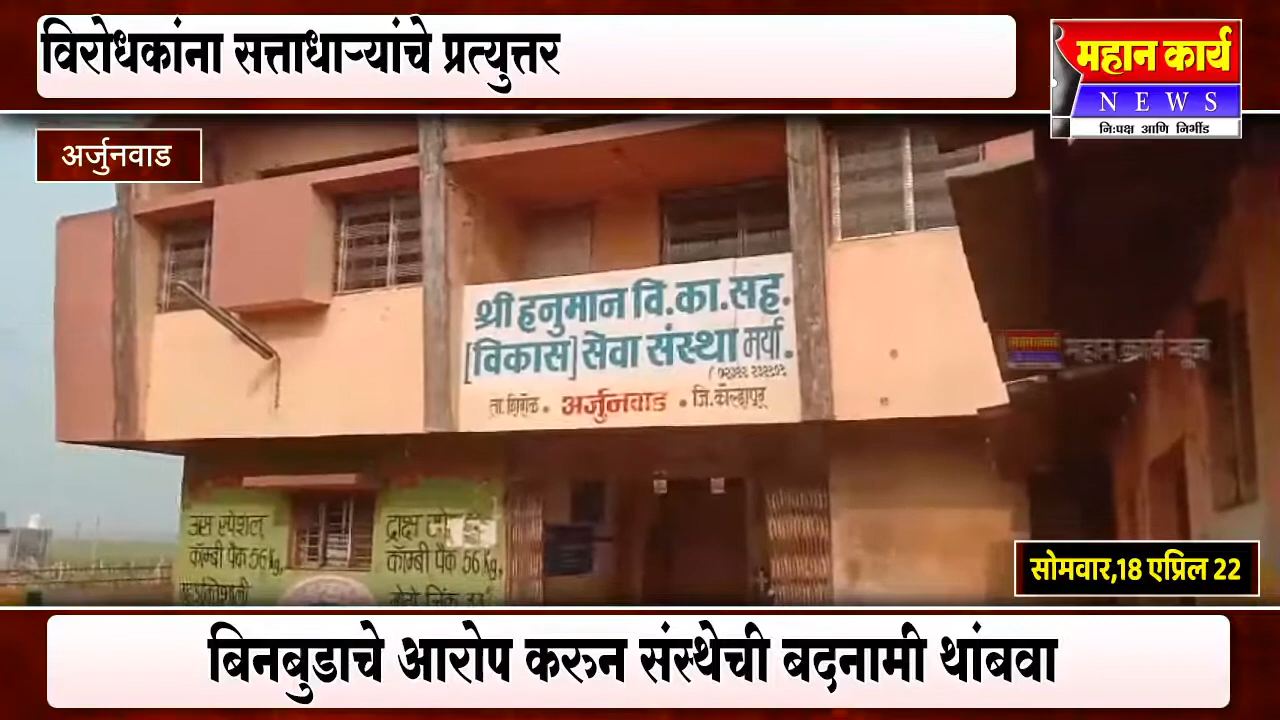 विरोधकांना सत्ताधाऱ्यांचे प्रत्युत्तर
महान कार्य
NEWS
निःपक्ष आणि निर्भीड
अर्जुनवाड
श्री हनुमान वि.का.सह.
[विकास] सेवा संस्था मर्या.
ता. शिरोळ. अर्जुनवाड. जि. कोल्हापूर
ऊस स्पेशल
कॉम्बी पॅक 56 Kg,
द्राक्ष
कॉम्बी पॅक 56 Kg,
सोमवार,18 एप्रिल 22
बिनबुडाचे आरोप करुन संस्थेची बदनामी थांबवा